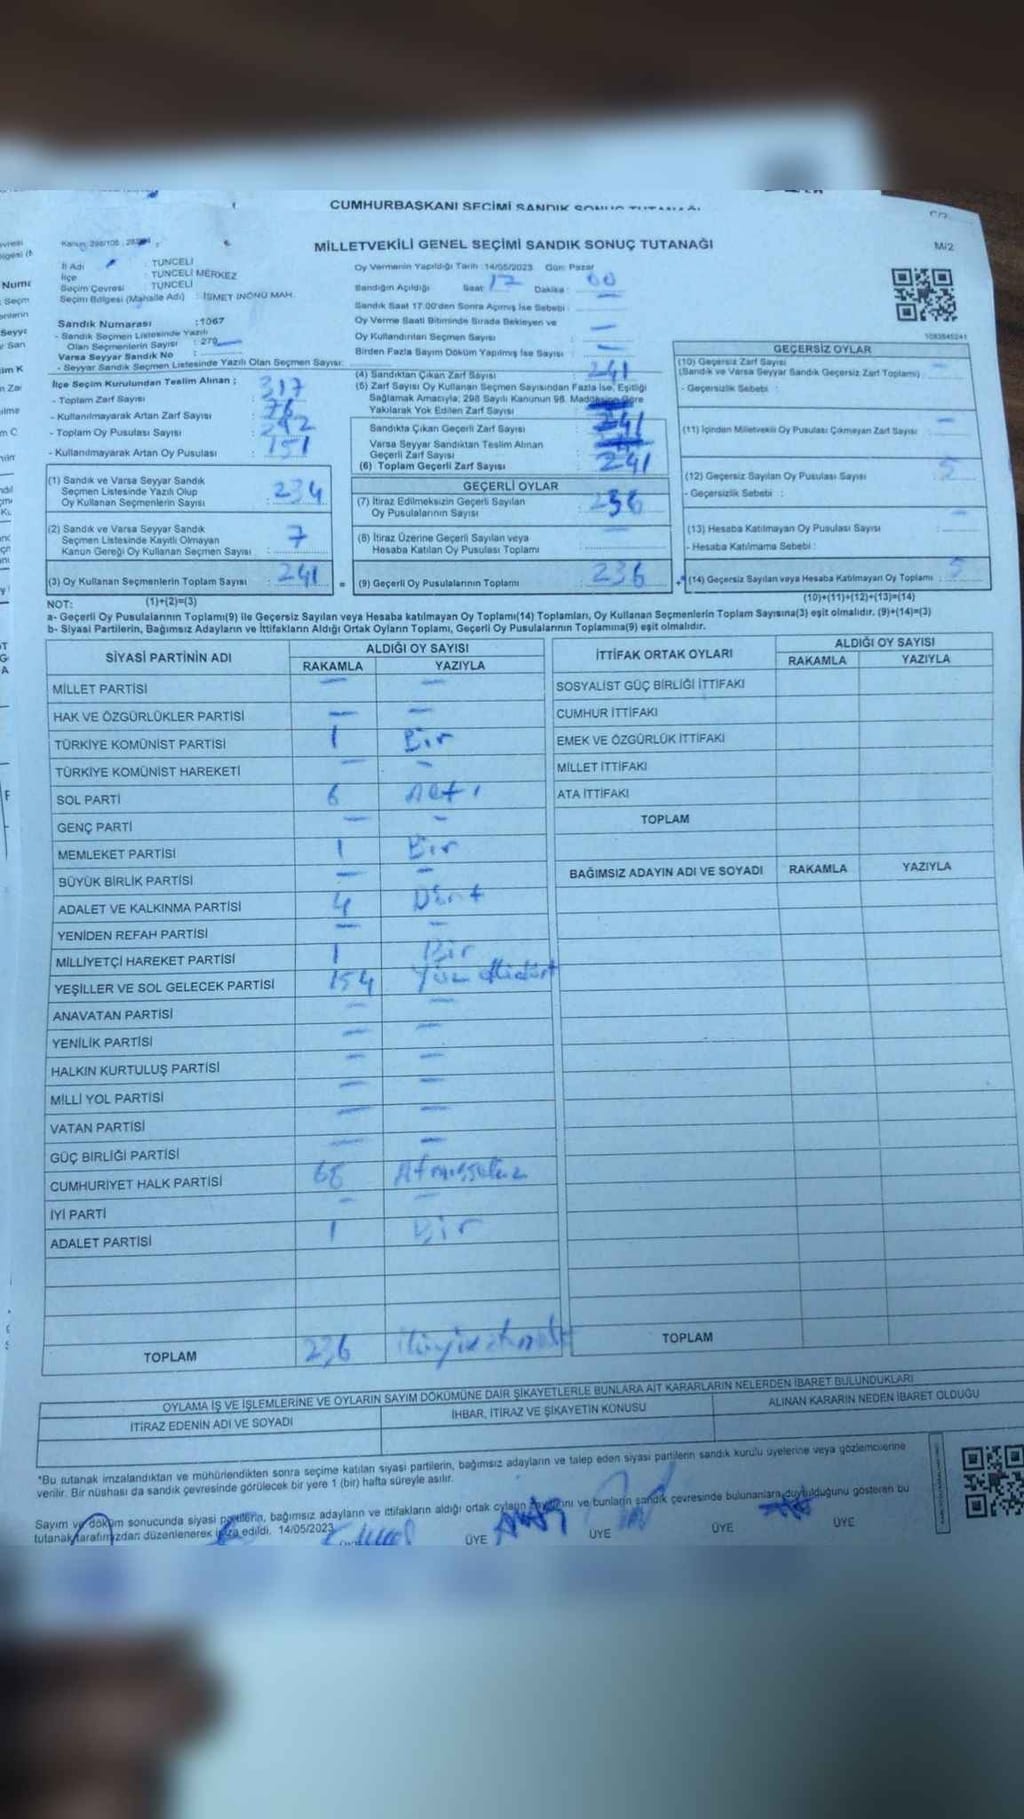 CUMHURBAŞKANI SEÇİMİ SANDIK SONUÇ TUTANAĞI
MİLLETVEKİLİ GENEL SEÇİMİ SANDIK SONUÇ TUTANAĞI
Mi2
İl Adı : TUNCELİ
İlçe : TUNCELİ MERKEZ
Seçim Çevresi : TUNCELİ
Seçim Bölgesi (Mahalle Adı) : İSMET İNÖNÜ MAH.
Sandık Numarası :1067
- Sandık Seçmen Listesinde Yazılı
Olan Seçmenlerin Sayısı : 279
Varsa Seyyar Sandık No :
- Seyyar Sandık Seçmen Listesinde Yazılı Olan Seçmen Sayısı:
İlçe Seçim Kurulundan Teslim Alınan ;
- Toplam Zarf Sayısı : 317
- Kullanılmayarak Artan Zarf Sayısı : 76
- Toplam Oy Pusulası Sayısı :
- Kullanılmayarak Artan Oy Pusulası : 151
Oy Vermenin Yapıldığı Tarih :14/05/2023 Gün: Pazar
Sandığın Açıldığı Saat : 17 Dakika : 00
Sandık Saat 17.00'den Sonra Açılmış İse Sebebi :
Oy Verme Saati Bitiminde Sırada Bekleyen ve
Oy Kullandırılan Seçmen Sayısı : —
Birden Fazla Sayım Döküm Yapılmış İse Sayısı : —
(4) Sandıktan Çıkan Zarf Sayısı : 241
(5) Zarf Sayısı Oy Kullanan Seçmen Sayısından Fazla İse, Eşitliği
Sağlamak Amacıyla; 298 Sayılı Kanunun 98. Maddesine Göre
Yakılarak Yok Edilen Zarf Sayısı
Sandıkta Çıkan Geçerli Zarf Sayısı : 241
Varsa Seyyar Sandıktan Teslim Alınan
Geçerli Zarf Sayısı :
(6) Toplam Geçerli Zarf Sayısı : 241
1083845241
GEÇERSİZ OYLAR
(10) Geçersiz Zarf Sayısı : —
(Sandık ve Varsa Seyyar Sandık Geçersiz Zarf Toplamı)
- Geçersizlik Sebebi :
(11) İçinden Milletvekili Oy Pusulası Çıkmayan Zarf Sayısı : —
(12) Geçersiz Sayılan Oy Pusulası Sayısı : 5
- Geçersizlik Sebebi :
(13) Hesaba Katılmayan Oy Pusulası Sayısı : —
- Hesaba Katılmama Sebebi :
(14) Geçersiz Sayılan veya Hesaba Katılmayan Oy Toplamı : 5
(10)+(11)+(12)+(13)=(14)
(1) Sandık ve Varsa Seyyar Sandık
Seçmen Listesinde Yazılı Olup
Oy Kullanan Seçmenlerin Sayısı : 234
(2) Sandık ve Varsa Seyyar Sandık
Seçmen Listesinde Kayıtlı Olmayan
Kanun Gereği Oy Kullanan Seçmen Sayısı : 7
(3) Oy Kullanan Seçmenlerin Toplam Sayısı : 241
(1)+(2)=(3)
GEÇERLİ OYLAR
(7) İtiraz Edilmeksizin Geçerli Sayılan
Oy Pusulalarının Sayısı : 236
(8) İtiraz Üzerine Geçerli Sayılan veya
Hesaba Katılan Oy Pusulası Toplamı :
= (9) Geçerli Oy Pusulalarının Toplamı : 236 +
NOT:
a- Geçerli Oy Pusulalarının Toplamı(9) ile Geçersiz Sayılan veya Hesaba katılmayan Oy Toplamı(14) Toplamları, Oy Kullanan Seçmenlerin Toplam Sayısına(3) eşit olmalıdır. (9)+(14)=(3)
b- Siyasi Partilerin, Bağımsız Adayların ve İttifakların Aldığı Ortak Oyların Toplamı, Geçerli Oy Pusulalarının Toplamına(9) eşit olmalıdır.
SİYASİ PARTİNİN ADI ALDIĞI OY SAYISI
RAKAMLA YAZIYLA
MİLLET PARTİSİ — —
HAK VE ÖZGÜRLÜKLER PARTİSİ — —
TÜRKİYE KOMÜNİST PARTİSİ 1 Bir
TÜRKİYE KOMÜNİST HAREKETİ — —
SOL PARTİ 6 Altı
GENÇ PARTİ — —
MEMLEKET PARTİSİ 1 Bir
BÜYÜK BİRLİK PARTİSİ — —
ADALET VE KALKINMA PARTİSİ 4 Dört
YENİDEN REFAH PARTİSİ — —
MİLLİYETÇİ HAREKET PARTİSİ 1 Bir
YEŞİLLER VE SOL GELECEK PARTİSİ 154 Yüz ellidört
ANAVATAN PARTİSİ — —
YENİLİK PARTİSİ — —
HALKIN KURTULUŞ PARTİSİ — —
MİLLİ YOL PARTİSİ — —
VATAN PARTİSİ — —
GÜÇ BİRLİĞİ PARTİSİ — —
CUMHURİYET HALK PARTİSİ 68 Atmışsekiz
İYİ PARTİ — —
ADALET PARTİSİ 1 Bir
TOPLAM 236
İTTİFAK ORTAK OYLARI ALDIĞI OY SAYISI
RAKAMLA YAZIYLA
SOSYALİST GÜÇ BİRLİĞİ İTTİFAKI
CUMHUR İTTİFAKI
EMEK VE ÖZGÜRLÜK İTTİFAKI
MİLLET İTTİFAKI
ATA İTTİFAKI
TOPLAM
BAĞIMSIZ ADAYIN ADI VE SOYADI RAKAMLA YAZIYLA
TOPLAM
OYLAMA İŞ VE İŞLEMLERİNE VE OYLARIN SAYIM DÖKÜMÜNE DAİR ŞİKAYETLERLE BUNLARA AİT KARARLARIN NELERDEN İBARET BULUNDUKLARI
İTİRAZ EDENİN ADI VE SOYADI İHBAR, İTİRAZ VE ŞİKAYETİN KONUSU ALINAN KARARIN NEDEN İBARET OLDUĞU
"Bu tutanak imzalandıktan ve mühürlendikten sonra seçime katılan siyasi partilerin, bağımsız adayların ve talep eden siyasi partilerin sandık kurulu üyelerine veya gözlemcilerine
verilir. Bir nüshası da sandık çevresinde görülecek bir yere 1 (bir) hafta süreyle asılır.
Sayım ve döküm sonucunda siyasi partilerin, bağımsız adayların ve ittifakların aldığı ortak oyların sayısını ve bunların sandık çevresinde bulunanlara duyulduğunu gösteren bu
tutanak tarafımızdan düzenlenerek imza edildi. 14/05/2023
ÜYE ÜYE ÜYE ÜYE